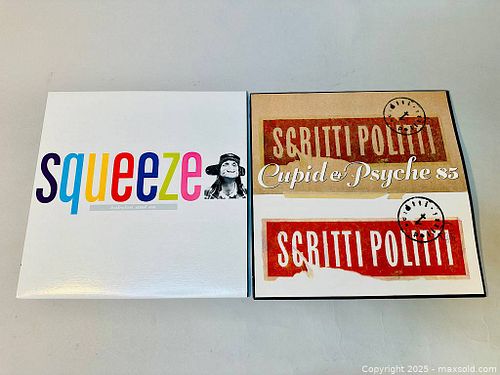 squeeze
SCRITTI POLITTI
Cupid & Psyche 85
SCRITTI POLITTI
Copyright 2025 - maxsold.com